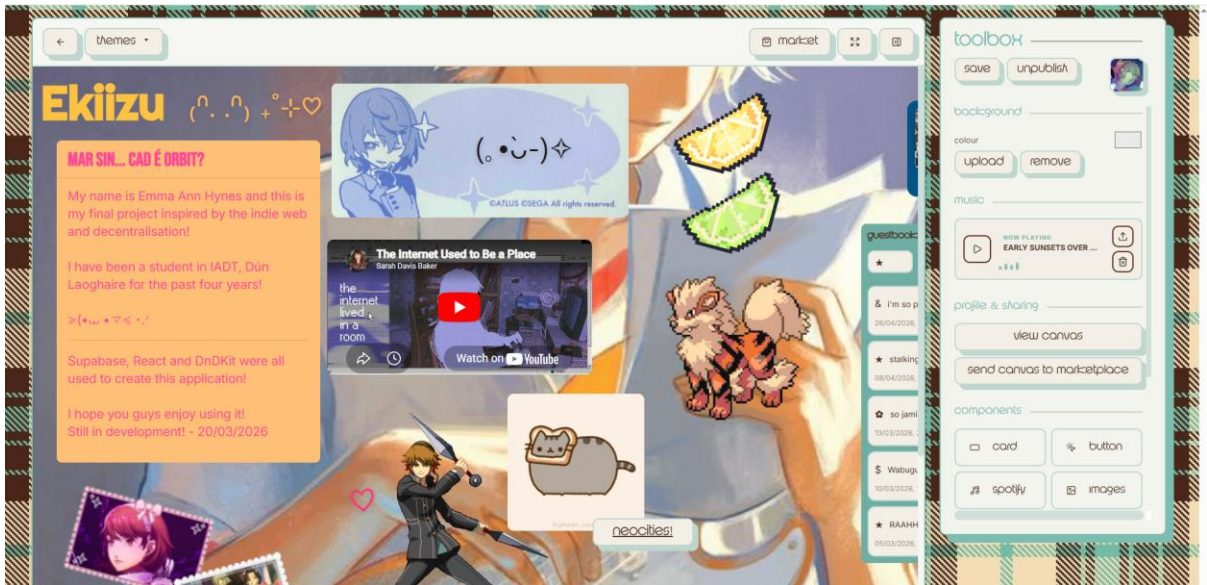 themes
market
Ekiizu (∩. .∩) ₊˚⊹♡
MAR SIN... CAD É ORBIT?
My name is Emma Ann Hynes and this is
my final project inspired by the indie web
and decentralisation!
I have been a student in IADT, Dún
Laoghaire for the past four years!
Supabase, React and DnDKit were all
used to create this application!
I hope you guys enjoy using it!
Still in development! - 20/03/2026
(｡•̀ᴗ-)✧
©ATLUS ©SEGA All rights reserved.
The Internet Used to Be a Place
Sarah Davis Baker
the
internet
lived
in a
room
Watch on YouTube
neocities!
guestbook
★
& i'm so p
28/04/2026,
★ stalking
08/04/2026,
✿ so jami
13/03/2026,
$ Wabugu
10/03/2026,
★ RAAHH
05/03/2026,
toolbox
save
unpublish
background
colour
upload
remove
music
NOW PLAYING
EARLY SUNSETS OVER ...
profile & sharing
view canvas
send canvas to marketplace
components
card
button
spotify
images